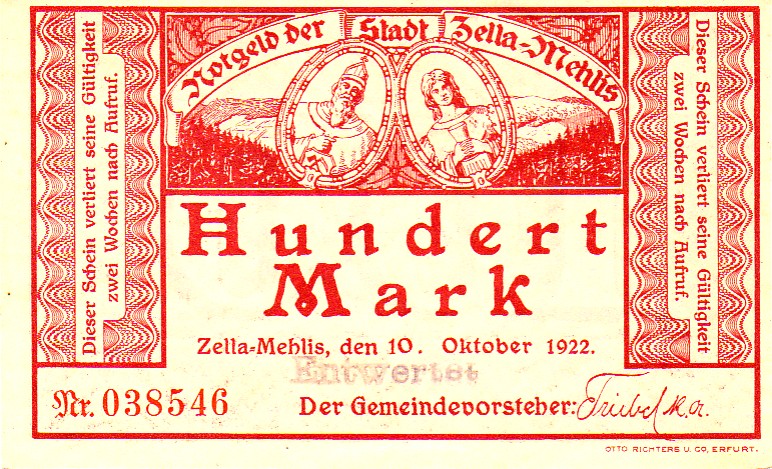 Notgeld der Stadt Zella-Mehlis
Dieser Schein verliert seine Gültigkeit
zwei Wochen nach Aufruf.
Dieser Schein verliert seine Gültigkeit
zwei Wochen nach Aufruf.
Hundert
Mark
Zella-Mehlis, den 10. Oktober 1922.
Entwertet
Nr. 038546
Der Gemeindevorsteher:
OTTO RICHTERS U. CO, ERFURT.